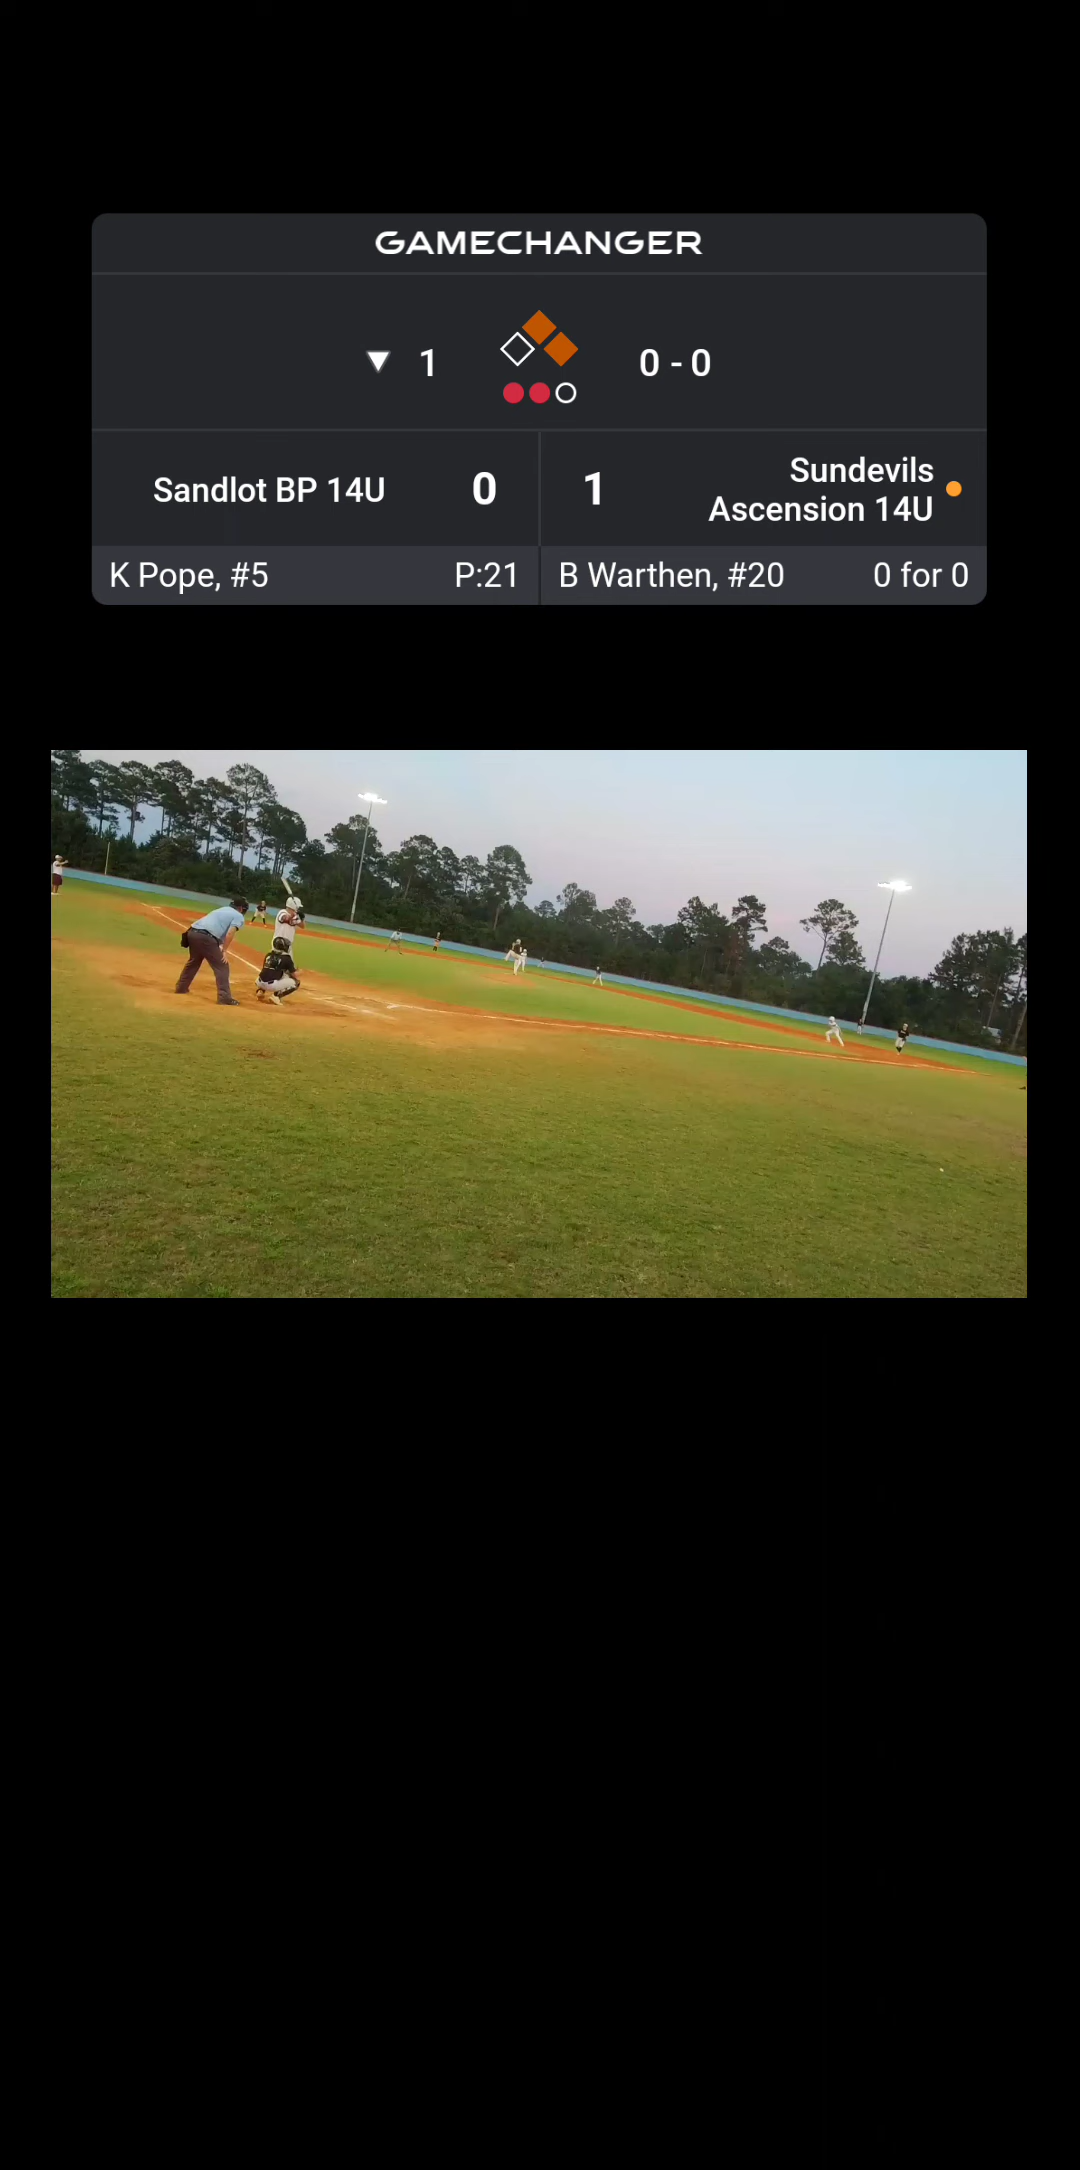 GAMECHANGER
1
0 - 0
Sandlot BP 14U
0
1
Sundevils
Ascension 14U
K Pope, #5
P:21
B Warthen, #20
0 for 0